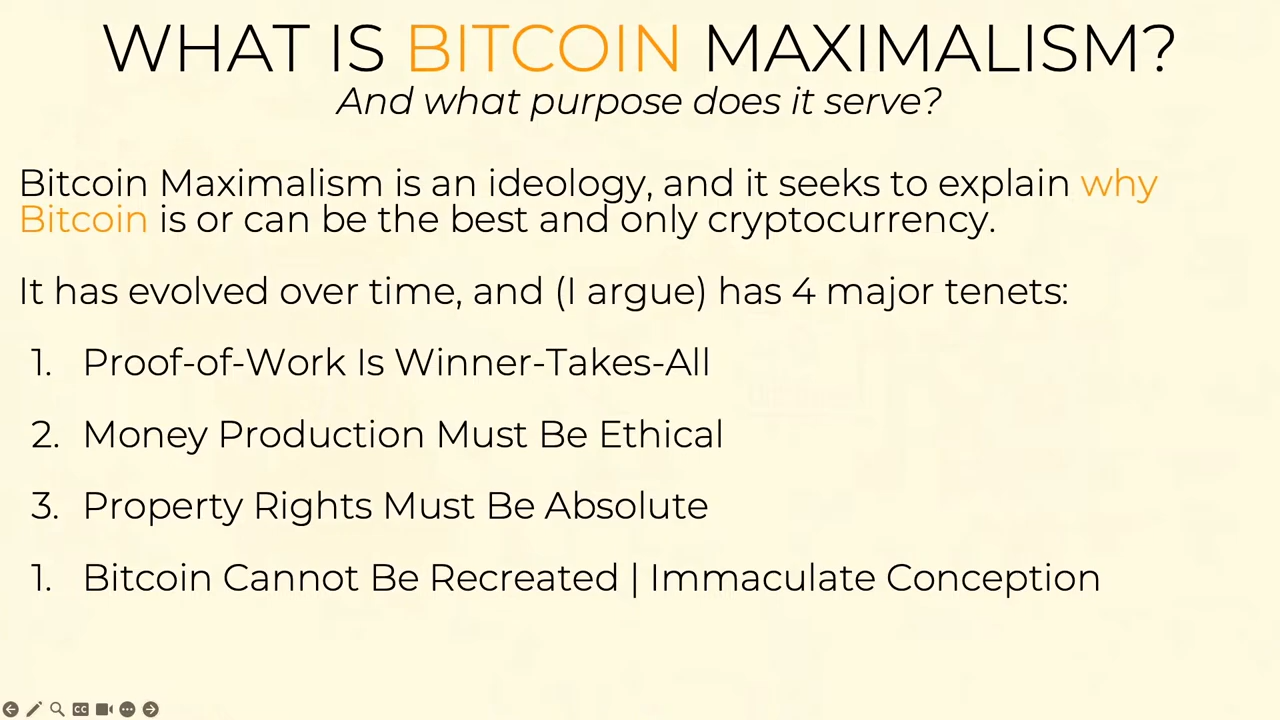 WHAT IS BITCOIN MAXIMALISM?
And what purpose does it serve?
Bitcoin Maximalism is an ideology, and it seeks to explain why
Bitcoin is or can be the best and only cryptocurrency.
It has evolved over time, and (I argue) has 4 major tenets:
1. Proof-of-Work Is Winner-Takes-All
2. Money Production Must Be Ethical
3. Property Rights Must Be Absolute
1. Bitcoin Cannot Be Recreated | Immaculate Conception
CC